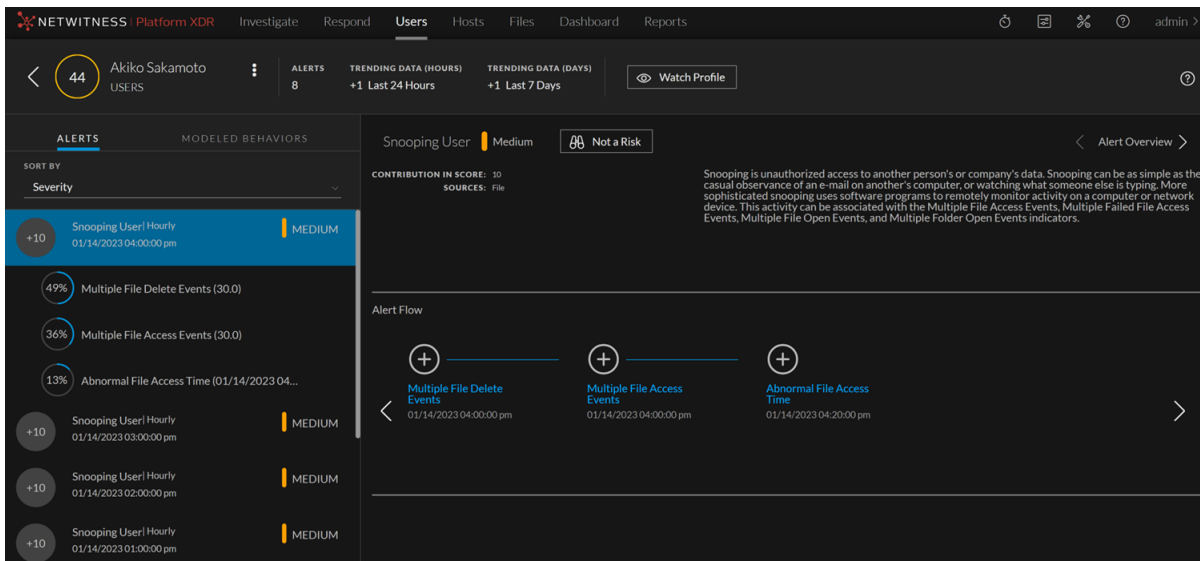 NETWITNESS | Platform XDR Investigate Respond Users Hosts Files Dashboard Reports admin >
44 Akiko Sakamoto
USERS
ALERTS
8
TRENDING DATA (HOURS)
+1 Last 24 Hours
TRENDING DATA (DAYS)
+1 Last 7 Days
Watch Profile
ALERTS MODELED BEHAVIORS
SORT BY
Severity
+10 Snooping User| Hourly MEDIUM
01/14/2023 04:00:00 pm
49% Multiple File Delete Events (30.0)
36% Multiple File Access Events (30.0)
13% Abnormal File Access Time (01/14/2023 04...
+10 Snooping User| Hourly MEDIUM
01/14/2023 03:00:00 pm
+10 Snooping User| Hourly MEDIUM
01/14/2023 02:00:00 pm
+10 Snooping User| Hourly MEDIUM
01/14/2023 01:00:00 pm
Snooping User Medium Not a Risk Alert Overview
CONTRIBUTION IN SCORE: 10
SOURCES: File
Snooping is unauthorized access to another person's or company's data. Snooping can be as simple as the
casual observance of an e-mail on another's computer, or watching what someone else is typing. More
sophisticated snooping uses software programs to remotely monitor activity on a computer or network
device. This activity can be associated with the Multiple File Access Events, Multiple Failed File Access
Events, Multiple File Open Events, and Multiple Folder Open Events indicators.
Alert Flow
Multiple File Delete
Events
01/14/2023 04:00:00 pm
Multiple File Access
Events
01/14/2023 04:00:00 pm
Abnormal File Access
Time
01/14/2023 04:20:00 pm